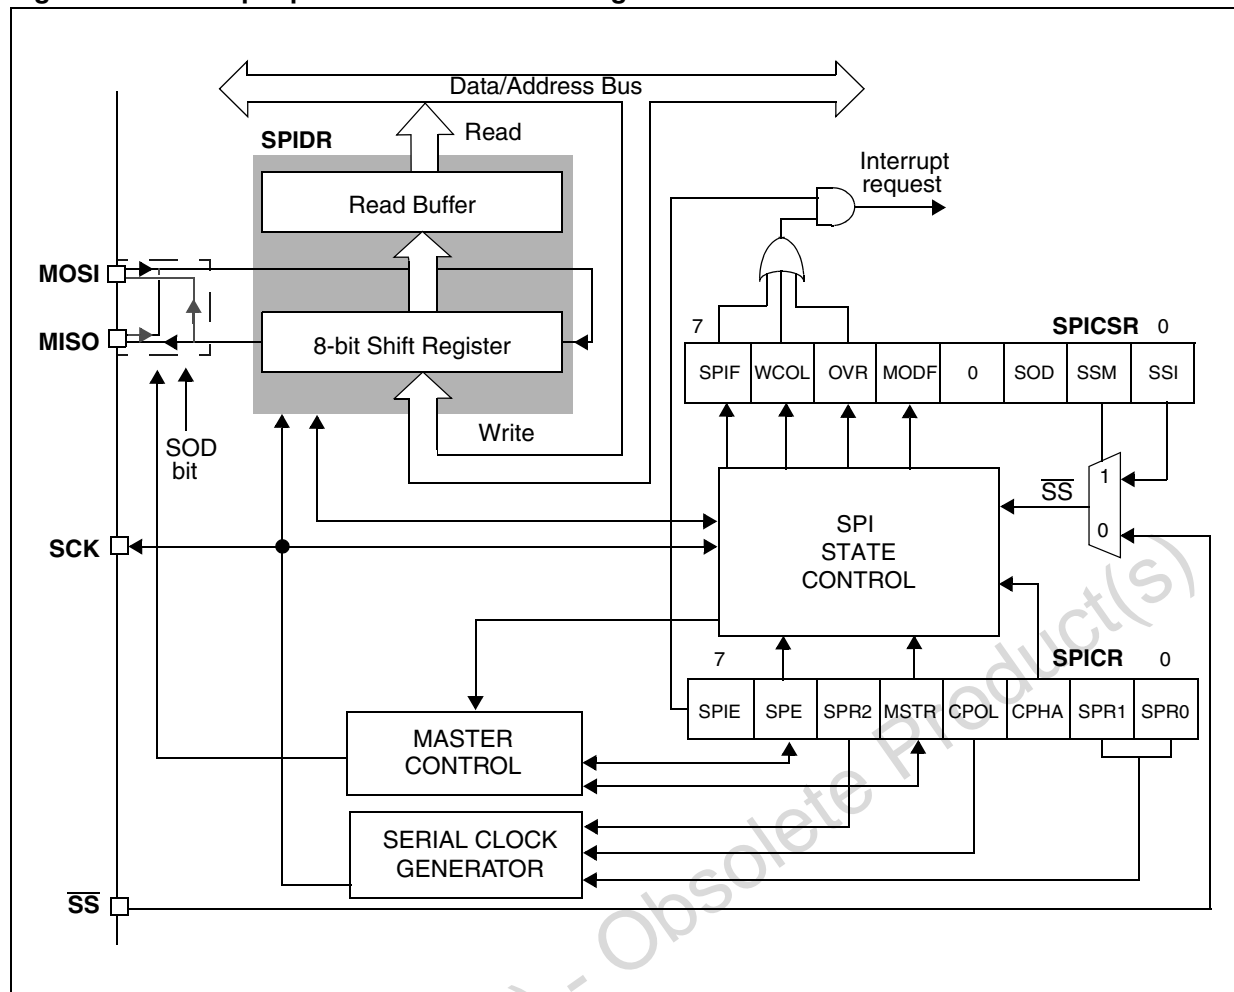 Data/Address Bus
SPIDR
Read
Interrupt
request
Read Buffer
MOSI
MISO
8-bit Shift Register
7
SPICSR 0
SPIF WCOL OVR MODF 0 SOD SSM SSI
Write
SOD
bit
SS
1
0
SCK
SPI
STATE
CONTROL
7
SPICR 0
SPIE SPE SPR2 MSTR CPOL CPHA SPR1 SPR0
MASTER
CONTROL
SERIAL CLOCK
GENERATOR
SS
) - Obsolete Product(s)